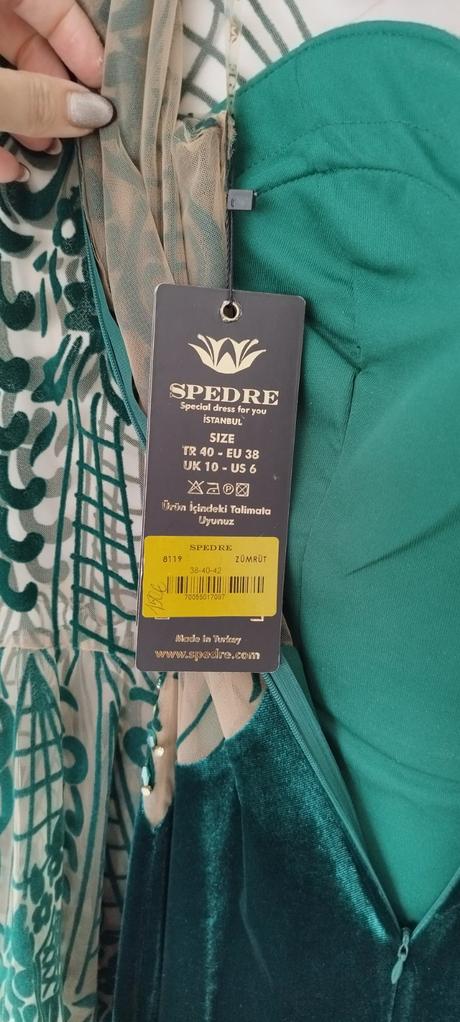 SPEDRE
Special dress for you
İSTANBUL
SIZE
TR 40 - EU 38
UK 10 - US 6
Ürün İçindeki Talimata
Uyunuz
SPEDRE
8119 ZÜMRÜT
38-40-42
70055017097
Made in Turkey
www.spedre.com